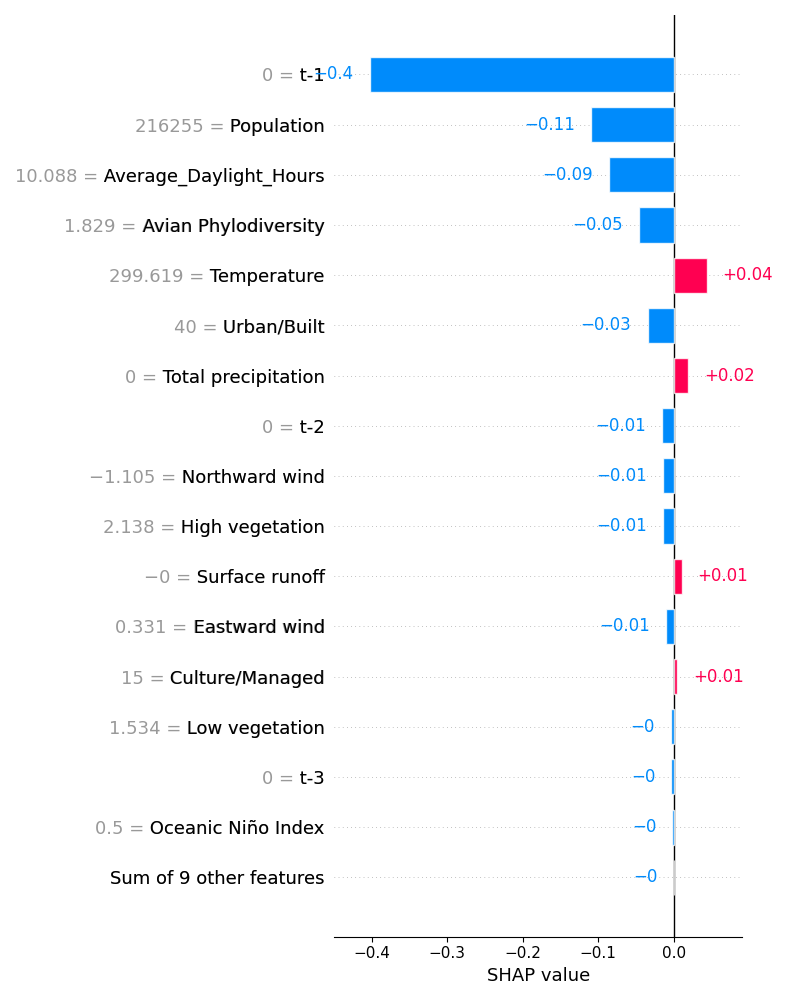 0 = t-1 −0.4
216255 = Population −0.11
10.088 = Average_Daylight_Hours −0.09
1.829 = Avian Phylodiversity −0.05
299.619 = Temperature +0.04
40 = Urban/Built −0.03
0 = Total precipitation +0.02
0 = t-2 −0.01
−1.105 = Northward wind −0.01
2.138 = High vegetation −0.01
−0 = Surface runoff +0.01
0.331 = Eastward wind −0.01
15 = Culture/Managed +0.01
1.534 = Low vegetation −0
0 = t-3 −0
0.5 = Oceanic Niño Index −0
Sum of 9 other features −0
−0.4 −0.3 −0.2 −0.1 0.0
SHAP value